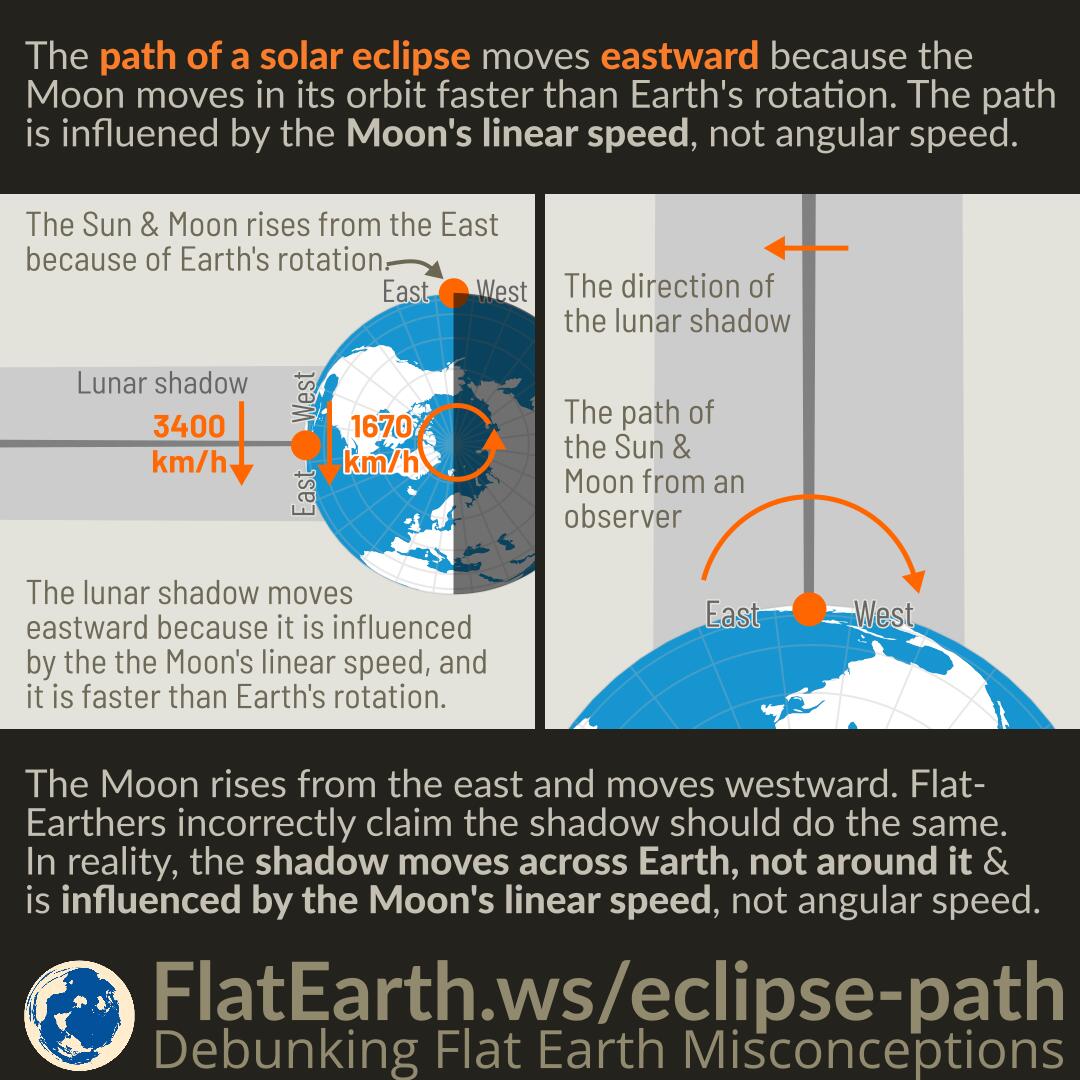 The path of a solar eclipse moves eastward because the
Moon moves in its orbit faster than Earth's rotation. The path
is influened by the Moon's linear speed, not angular speed.
The Sun & Moon rises from the East
because of Earth's rotation.
East West
Lunar shadow
West
3400
km/h
1670
km/h
East
The lunar shadow moves
eastward because it is influenced
by the the Moon's linear speed, and
it is faster than Earth's rotation.
The direction of
the lunar shadow
The path of
the Sun &
Moon from an
observer
East West
The Moon rises from the east and moves westward. Flat-
Earthers incorrectly claim the shadow should do the same.
In reality, the shadow moves across Earth, not around it &
is influenced by the Moon's linear speed, not angular speed.
FlatEarth.ws/eclipse-path
Debunking Flat Earth Misconceptions